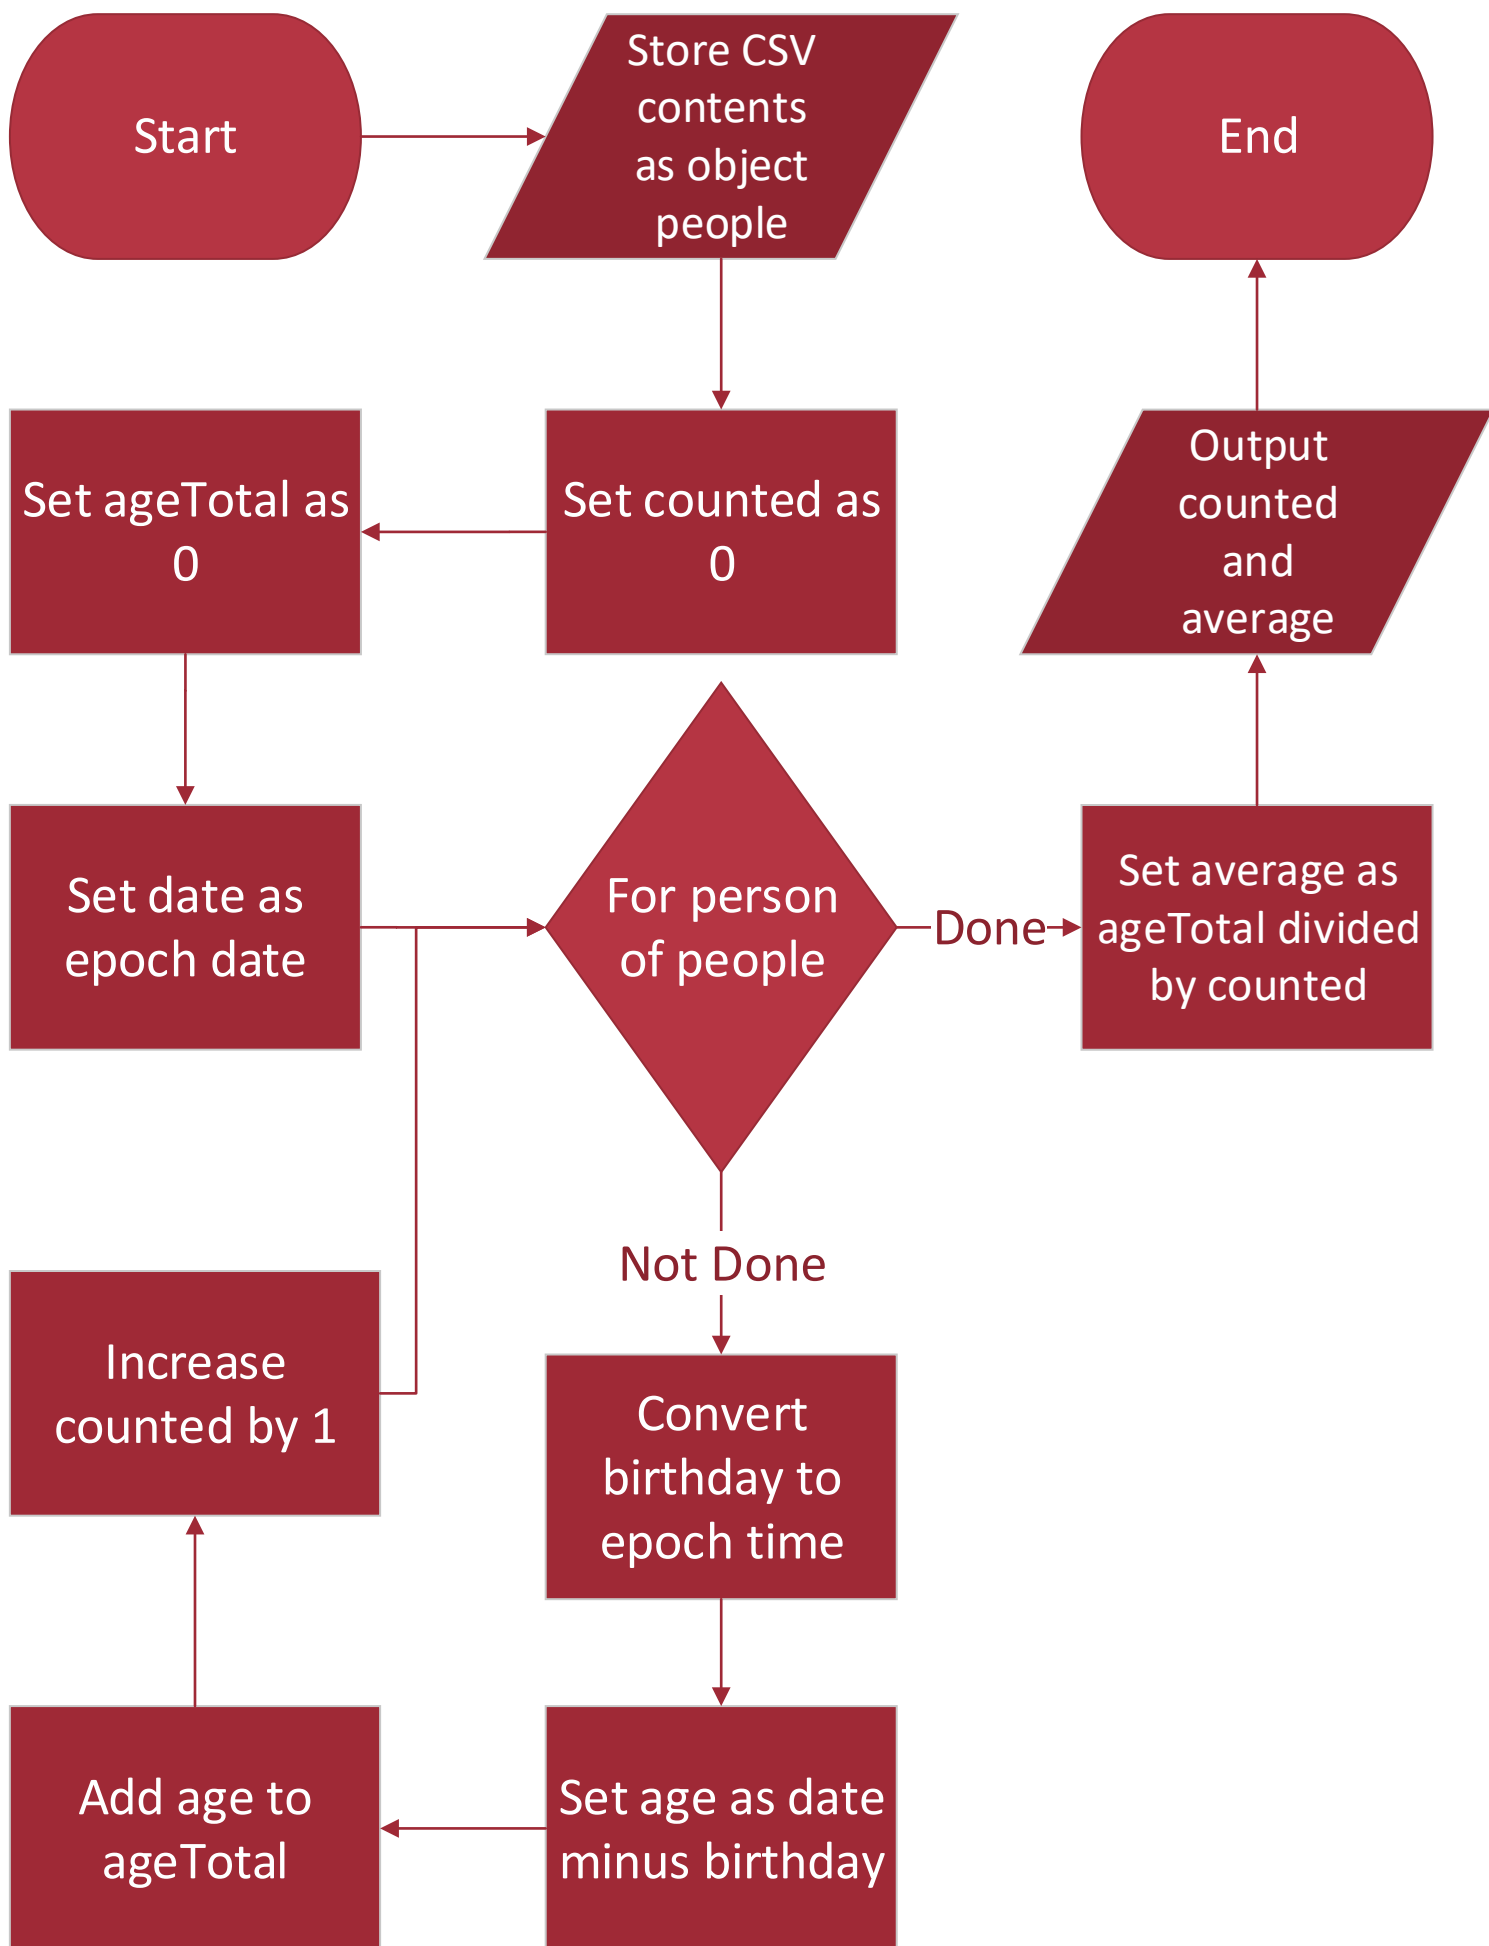 Start
Store CSV
contents
as object
people
End
Set ageTotal as
0
Set counted as
0
Output
counted
and
average
Set date as
epoch date
For person
of people
Done
Set average as
ageTotal divided
by counted
Not Done
Increase
counted by 1
Convert
birthday to
epoch time
Add age to
ageTotal
Set age as date
minus birthday